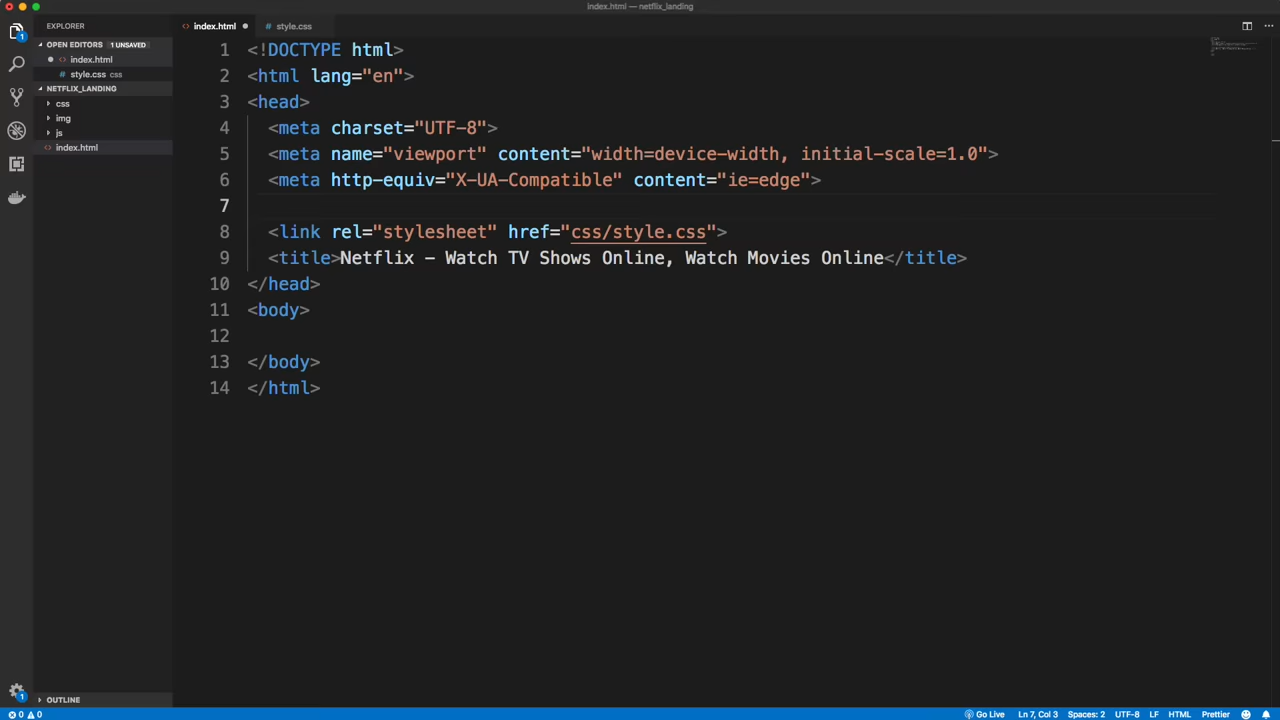 index.html — netflix_landing
EXPLORER
OPEN EDITORS 1 UNSAVED
index.html
style.css css
NETFLIX_LANDING
css
img
js
index.html
OUTLINE
index.html
style.css
1 <!DOCTYPE html>
2 <html lang="en">
3 <head>
4 <meta charset="UTF-8">
5 <meta name="viewport" content="width=device-width, initial-scale=1.0">
6 <meta http-equiv="X-UA-Compatible" content="ie=edge">
7
8 <link rel="stylesheet" href="css/style.css">
9 <title>Netflix - Watch TV Shows Online, Watch Movies Online</title>
10 </head>
11 <body>
12
13 </body>
14 </html>
1
1
0 0 Go Live Ln 7, Col 3 Spaces: 2 UTF-8 LF HTML Prettier